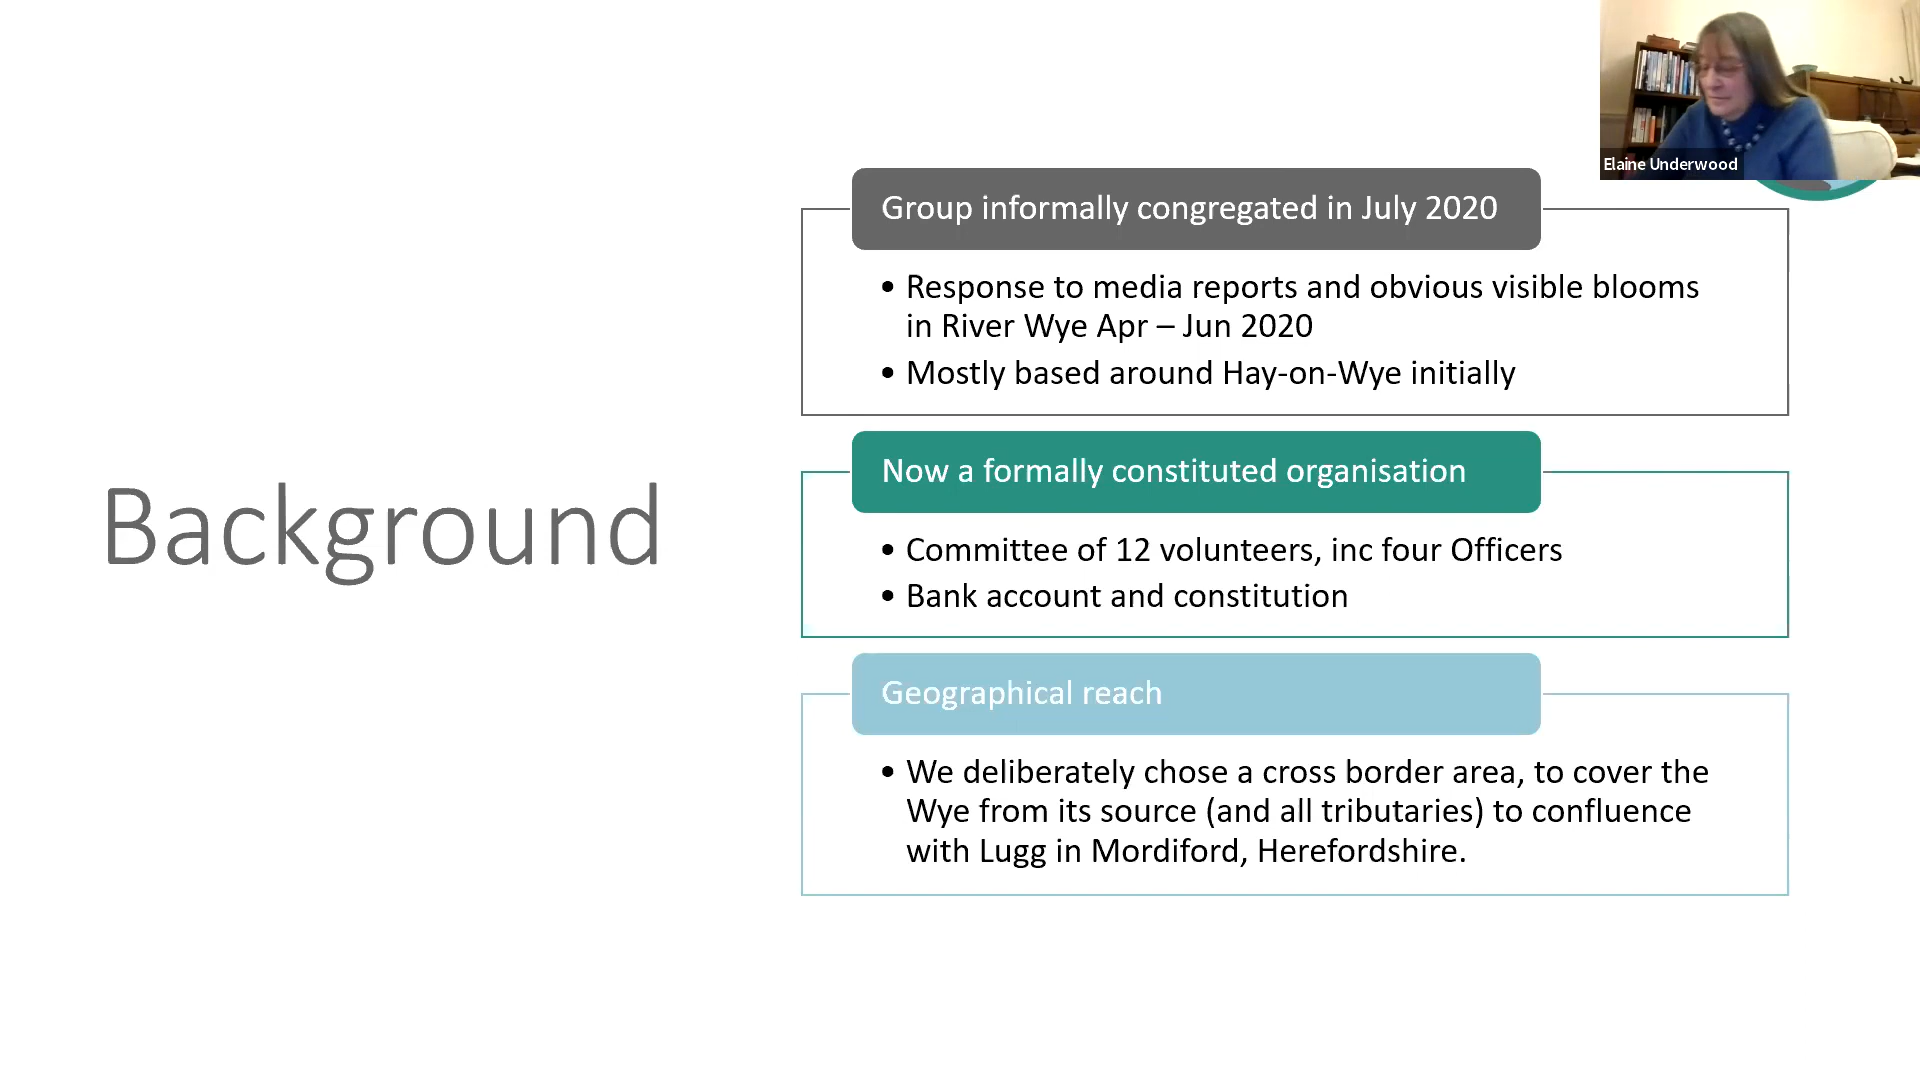 Elaine Underwood
Background
Group informally congregated in July 2020
• Response to media reports and obvious visible blooms
in River Wye Apr – Jun 2020
• Mostly based around Hay-on-Wye initially
Now a formally constituted organisation
• Committee of 12 volunteers, inc four Officers
• Bank account and constitution
Geographical reach
• We deliberately chose a cross border area, to cover the
Wye from its source (and all tributaries) to confluence
with Lugg in Mordiford, Herefordshire.